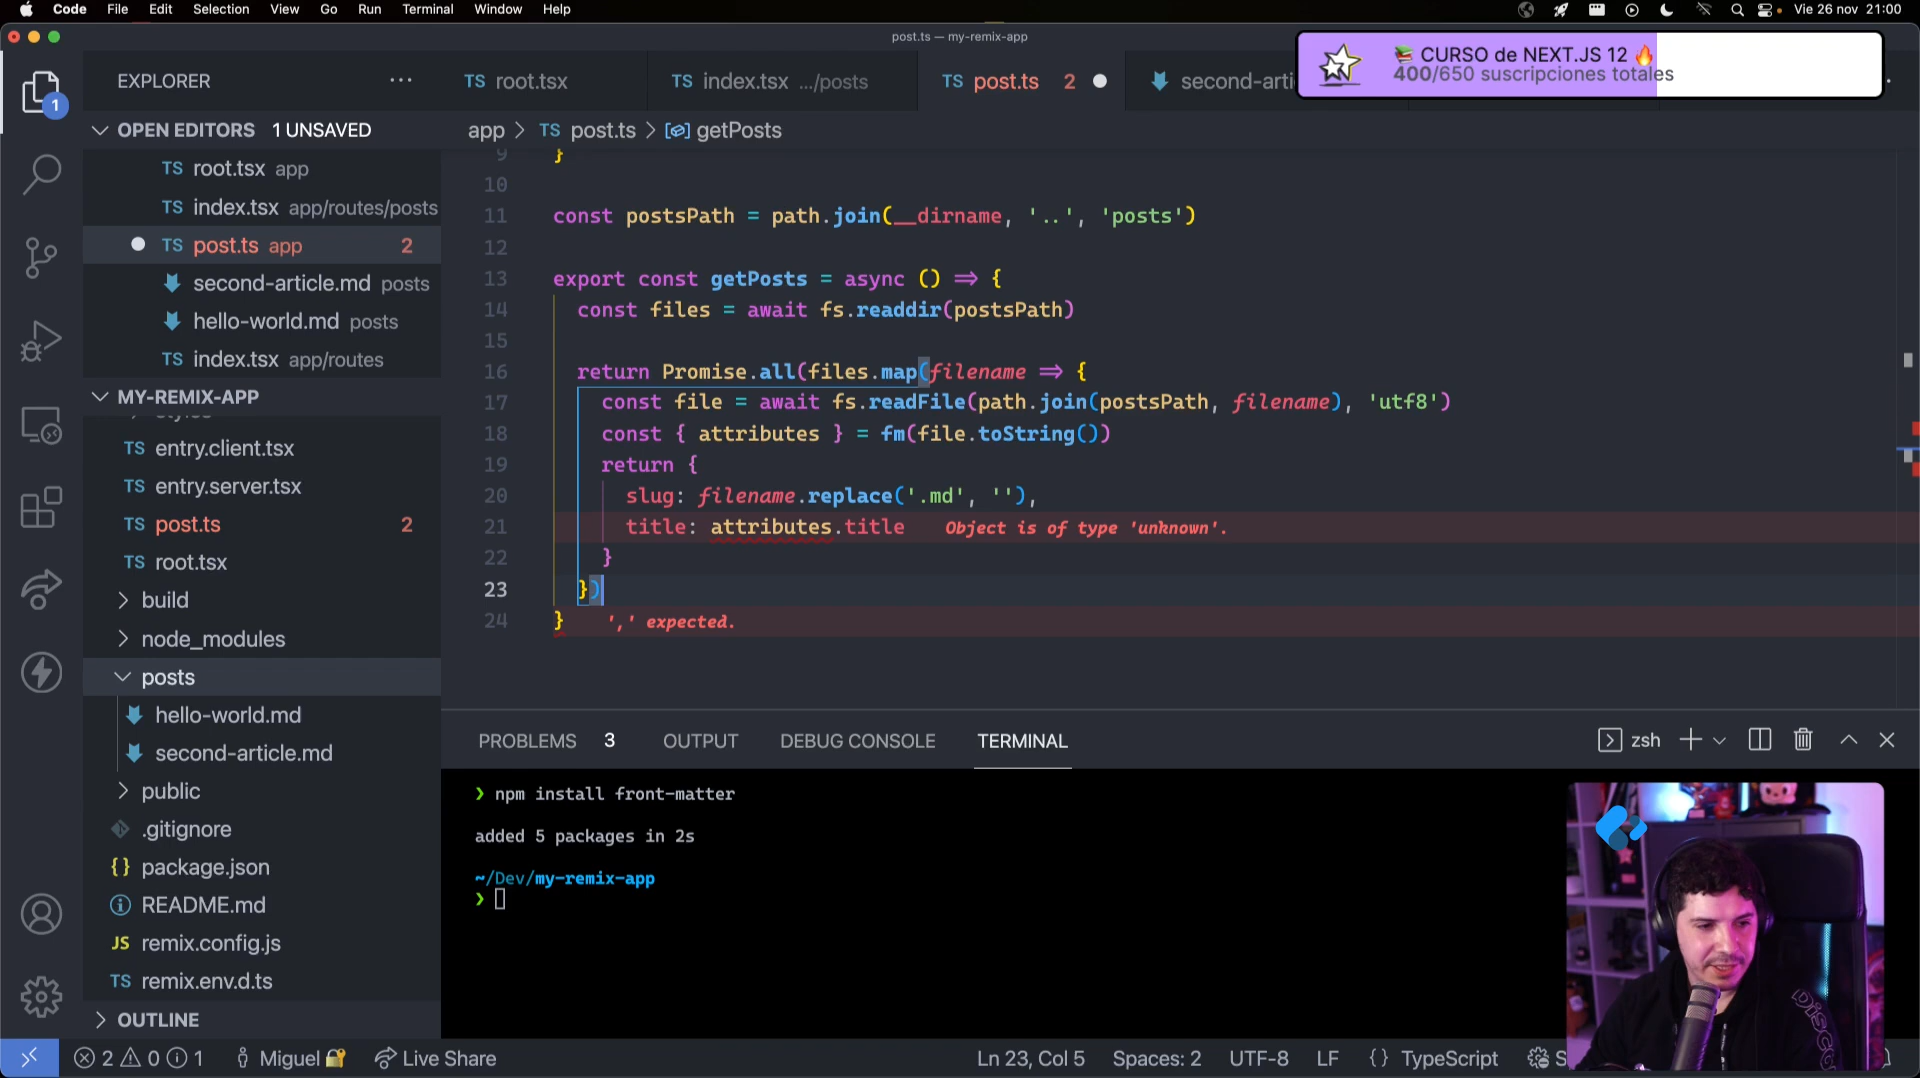 Code File Edit Selection View Go Run Terminal Window Help
Vie 26 nov 21:00
post.ts — my-remix-app
📚 CURSO de NEXT.JS 12 🔥
400/650 suscripciones totales
1
EXPLORER ···
TS root.tsx
TS index.tsx .../posts
TS post.ts 2
second-arti
OPEN EDITORS 1 UNSAVED
TS root.tsx app
TS index.tsx app/routes/posts
TS post.ts app 2
second-article.md posts
hello-world.md posts
TS index.tsx app/routes
MY-REMIX-APP
styles
TS entry.client.tsx
TS entry.server.tsx
TS post.ts 2
TS root.tsx
build
node_modules
posts
hello-world.md
second-article.md
public
.gitignore
{} package.json
README.md
JS remix.config.js
TS remix.env.d.ts
OUTLINE
app > TS post.ts > getPosts
9 }
10
11 const postsPath = path.join(__dirname, '..', 'posts')
12
13 export const getPosts = async () => {
14 const files = await fs.readdir(postsPath)
15
16 return Promise.all(files.map(filename => {
17 const file = await fs.readFile(path.join(postsPath, filename), 'utf8')
18 const { attributes } = fm(file.toString())
19 return {
20 slug: filename.replace('.md', ''),
21 title: attributes.title Object is of type 'unknown'.
22 }
23 })
24 } ',' expected.
PROBLEMS 3 OUTPUT DEBUG CONSOLE TERMINAL
zsh
❯ npm install front-matter
added 5 packages in 2s
~/Dev/my-remix-app
❯
2 0 1 Miguel 🔐 Live Share
Ln 23, Col 5 Spaces: 2 UTF-8 LF {} TypeScript S